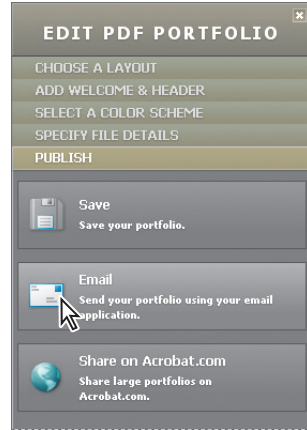 EDIT PDF PORTFOLIO
CHOOSE A LAYOUT
ADD WELCOME & HEADER
SELECT A COLOR SCHEME
SPECIFY FILE DETAILS
PUBLISH
Save
Save your portfolio.
Email
Send your portfolio using your email
application.
Share on Acrobat.com
Share large portfolios on
Acrobat.com.